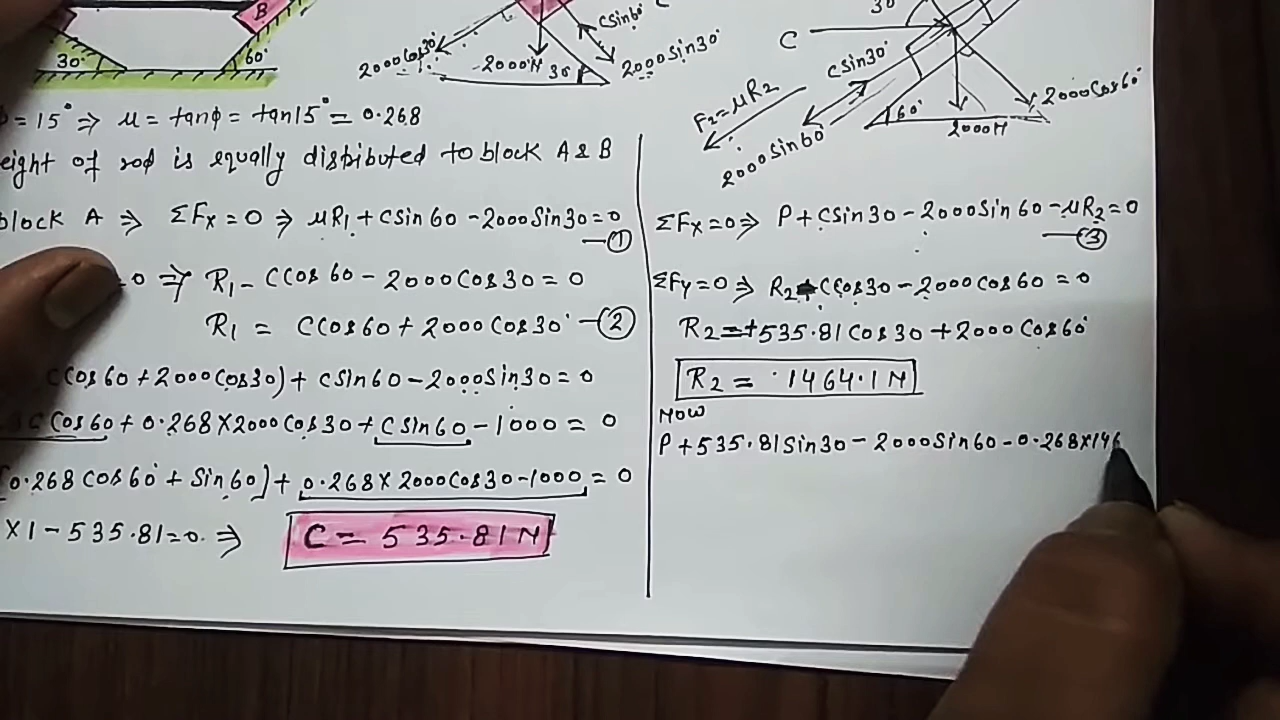 B
30°
60°
2000Cos30°
2000N
30°
Csin60
2000Sin30°
C
30
Csin30°
F2=μR2
2000Sin60°
60°
2000N
2000Cos60°
= 15° ⇒ μ = tanφ = tan15° = 0.268
eight of rod is equally distibuted to block A & B
block A ⇒ ΣFx=0 ⇒ μR1+Csin60-2000Sin30=0
—①
=0 ⇒ R1-CCos60-2000Cos30=0
R1 = CCos60+2000Cos30° —②
CCos60+2000Cos30)+CSin60-2000Sin30=0
CCos60+0.268×2000Cos30+CSin60-1000=0
[0.268Cos60°+Sin60]+0.268×2000Cos30-1000=0
×1-535.81=0. ⇒ C = 535.81N
ΣFx=0⇒ P+CSin30-2000Sin60-μR2=0
—③
ΣFy=0⇒ R2-CCos30-2000Cos60=0
R2=+535.81Cos30+2000Cos60°
R2 = 1464.1N
NOW
P+535.81Sin30-2000Sin60-0.268×146